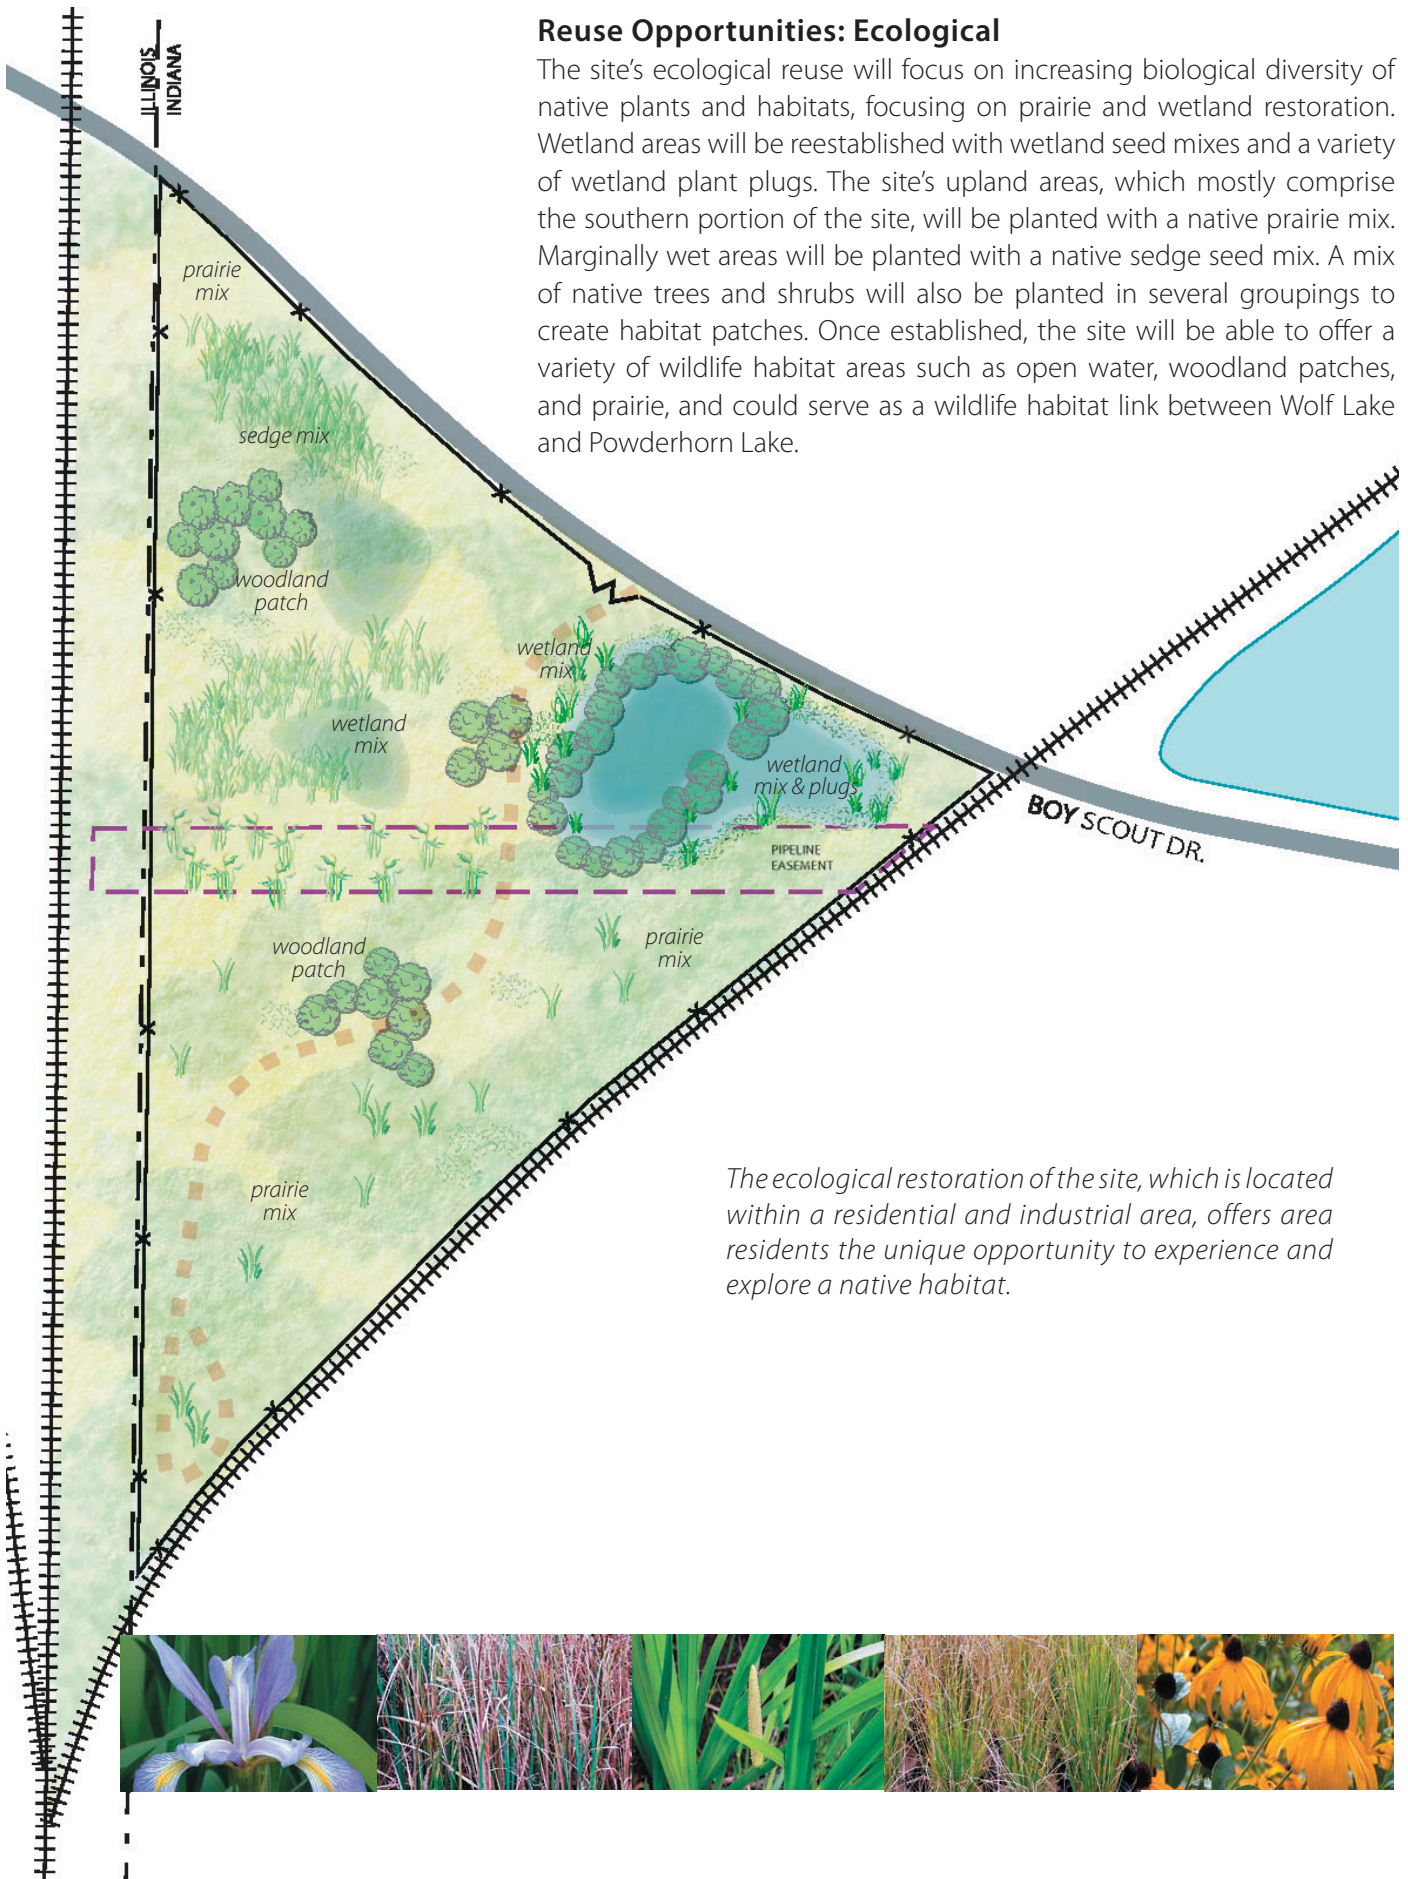 Reuse Opportunities: Ecological
The site's ecological reuse will focus on increasing biological diversity of
native plants and habitats, focusing on prairie and wetland restoration.
Wetland areas will be reestablished with wetland seed mixes and a variety
of wetland plant plugs. The site's upland areas, which mostly comprise
the southern portion of the site, will be planted with a native prairie mix.
Marginally wet areas will be planted with a native sedge seed mix. A mix
of native trees and shrubs will also be planted in several groupings to
create habitat patches. Once established, the site will be able to offer a
variety of wildlife habitat areas such as open water, woodland patches,
and prairie, and could serve as a wildlife habitat link between Wolf Lake
and Powderhorn Lake.
ILLINOIS
INDIANA
prairie
mix
sedge mix
woodland
patch
wetland
mix
wetland
mix
wetland
mix & plugs
BOY SCOUT DR.
PIPELINE
EASEMENT
woodland
patch
prairie
mix
prairie
mix
The ecological restoration of the site, which is located
within a residential and industrial area, offers area
residents the unique opportunity to experience and
explore a native habitat.